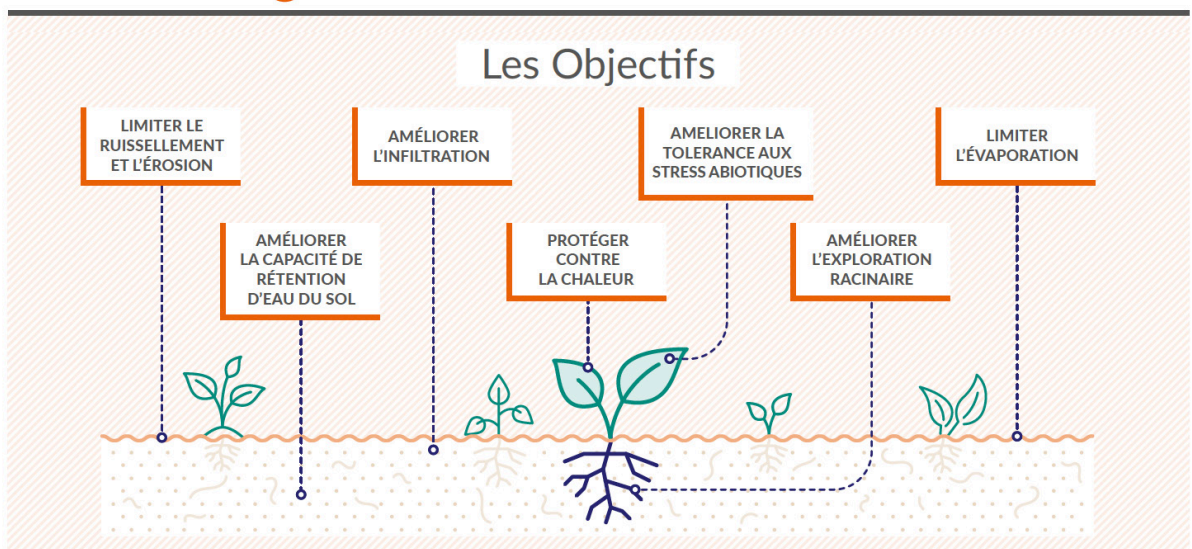 Les Objectifs
LIMITER LE
RUISSELLEMENT
ET L'ÉROSION
AMÉLIORER
L'INFILTRATION
AMELIORER LA
TOLERANCE AUX
STRESS ABIOTIQUES
LIMITER
L'ÉVAPORATION
AMÉLIORER
LA CAPACITÉ DE
RÉTENTION
D'EAU DU SOL
PROTÉGER
CONTRE
LA CHALEUR
AMÉLIORER
L'EXPLORATION
RACINAIRE